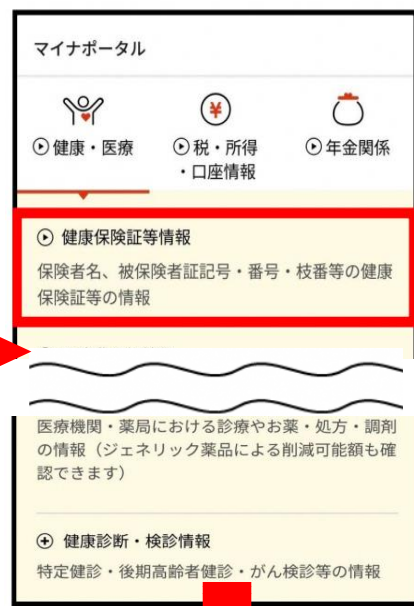 マイナポータル
健康・医療 税・所得 年金関係
・口座情報
健康保険証等情報
保険者名、被保険者証記号・番号・枝番等の健康
保険証等の情報
医療機関・薬局における診療やお薬・処方・調剤
の情報（ジェネリック薬品による削減可能額も確
認できます）
健康診断・検診情報
特定健診・後期高齢者健診・がん検診等の情報